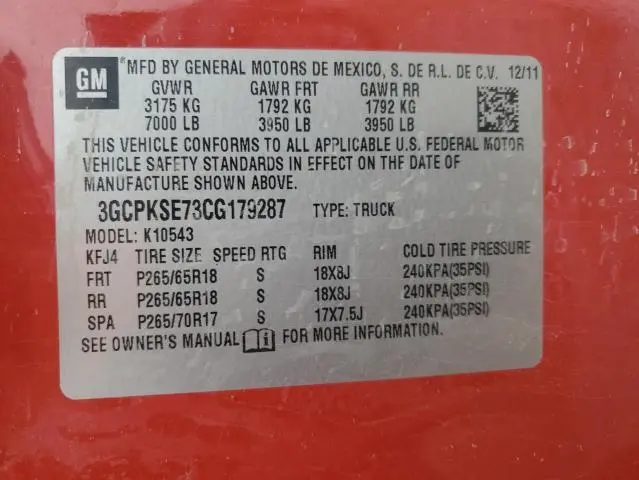 GM
*MFD BY GENERAL MOTORS DE MEXICO, S. DE R.L. DE C.V. 12/11
GVWR GAWR FRT GAWR RR
3175 KG 1792 KG 1792 KG
7000 LB 3950 LB 3950 LB
THIS VEHICLE CONFORMS TO ALL APPLICABLE U.S. FEDERAL MOTOR
VEHICLE SAFETY STANDARDS IN EFFECT ON THE DATE OF
MANUFACTURE SHOWN ABOVE.
3GCPKSE73CG179287 TYPE: TRUCK
MODEL: K10543
KFJ4 TIRE SIZE SPEED RTG RIM COLD TIRE PRESSURE
FRT P265/65R18 S 18X8J 240KPA(35PSI)
RR P265/65R18 S 18X8J 240KPA(35PSI)
SPA P265/70R17 S 17X7.5J 240KPA(35PSI)
SEE OWNER'S MANUAL i FOR MORE INFORMATION.